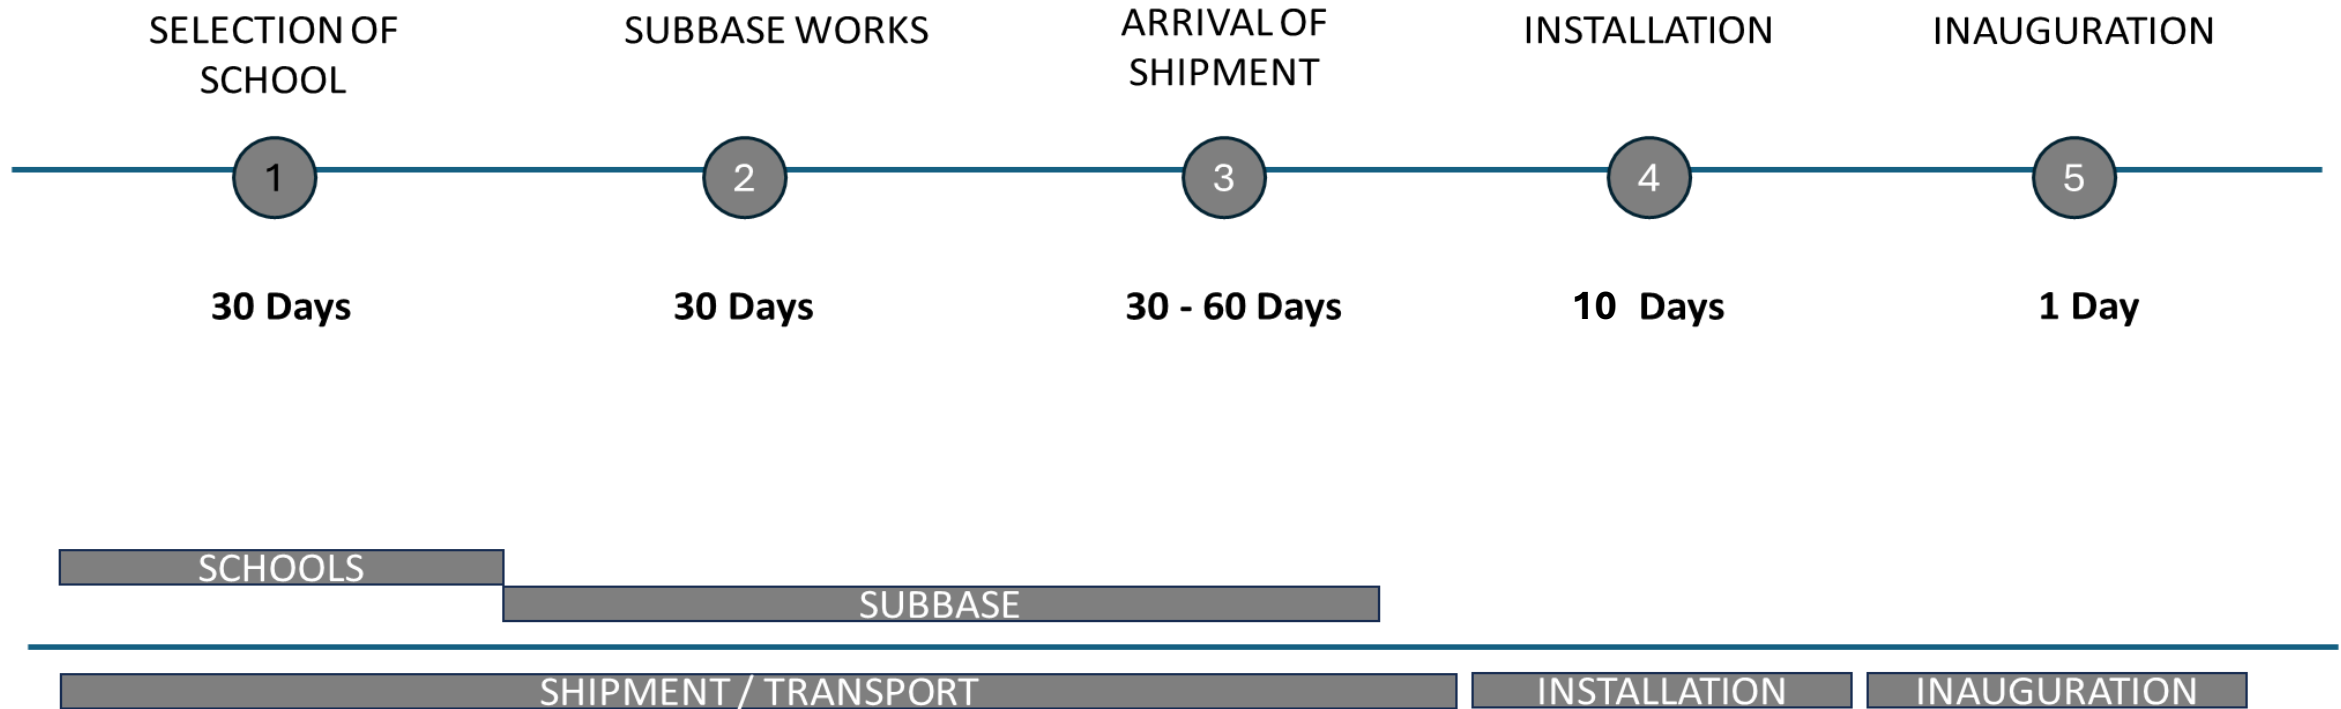 SELECTION OF
SCHOOL
SUBBASE WORKS
ARRIVAL OF
SHIPMENT
INSTALLATION
INAUGURATION
1
2
3
4
5
30 Days
30 Days
30 - 60 Days
10 Days
1 Day
SCHOOLS
SUBBASE
SHIPMENT / TRANSPORT
INSTALLATION
INAUGURATION